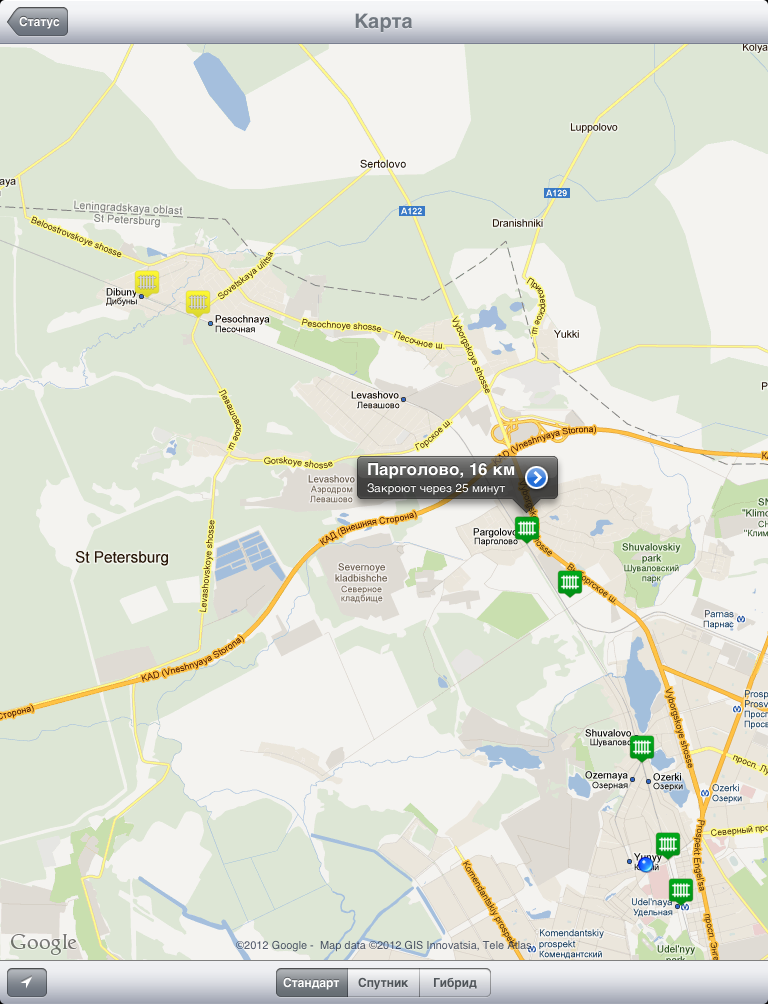 Статус
Карта
Kolya
Luppolovo
Sertolovo
aya
A129
Leningradskaya oblast
St Petersburg
A122
Dranishniki
Beloostrovskoye shosse
Sovetskaya ulitsa
Dibuny
Дибуны
Приозерское ш.
Pesochnaya
Песочная
Pesochnoye shosse
Песочное ш.
Vyborgskoye shosse
Yukki
Levashovo
Левашово
Левашовское ш.
Горское ш.
KAD (Vneshnyaya Storona)
Gorskoye shosse
Парголово, 16 км
Закроют через 25 минут
Levashovo
Аэродром
Левашово
КАД (Внешняя Сторона)
Pargolovo
Парголово
St Petersburg
Levashovskoye shosse
Severnoye
kladbishche
Северное
кладбище
Выборгское ш.
Shuvalovskiy
park
Шуваловский
парк
Parnas
Парнас
KAD (Vneshnyaya Storona)
Сторона)
Vyborgskoye shosse
Shuvalovo
Шувалово
Ozernaya
Озерная
Ozerki
Озерки
Ozerki
Озерки
Северный пр
Prospekt Engel'sa
Yunyy
Udel'naya
Удельная
Komendantskiy prospekt
Komendantskiy
prospekt
Комендантский
Udel'nyy
park
Google
©2012 Google - Map data ©2012 GIS Innovatsia, Tele Atlas
Стандарт
Спутник
Гибрид